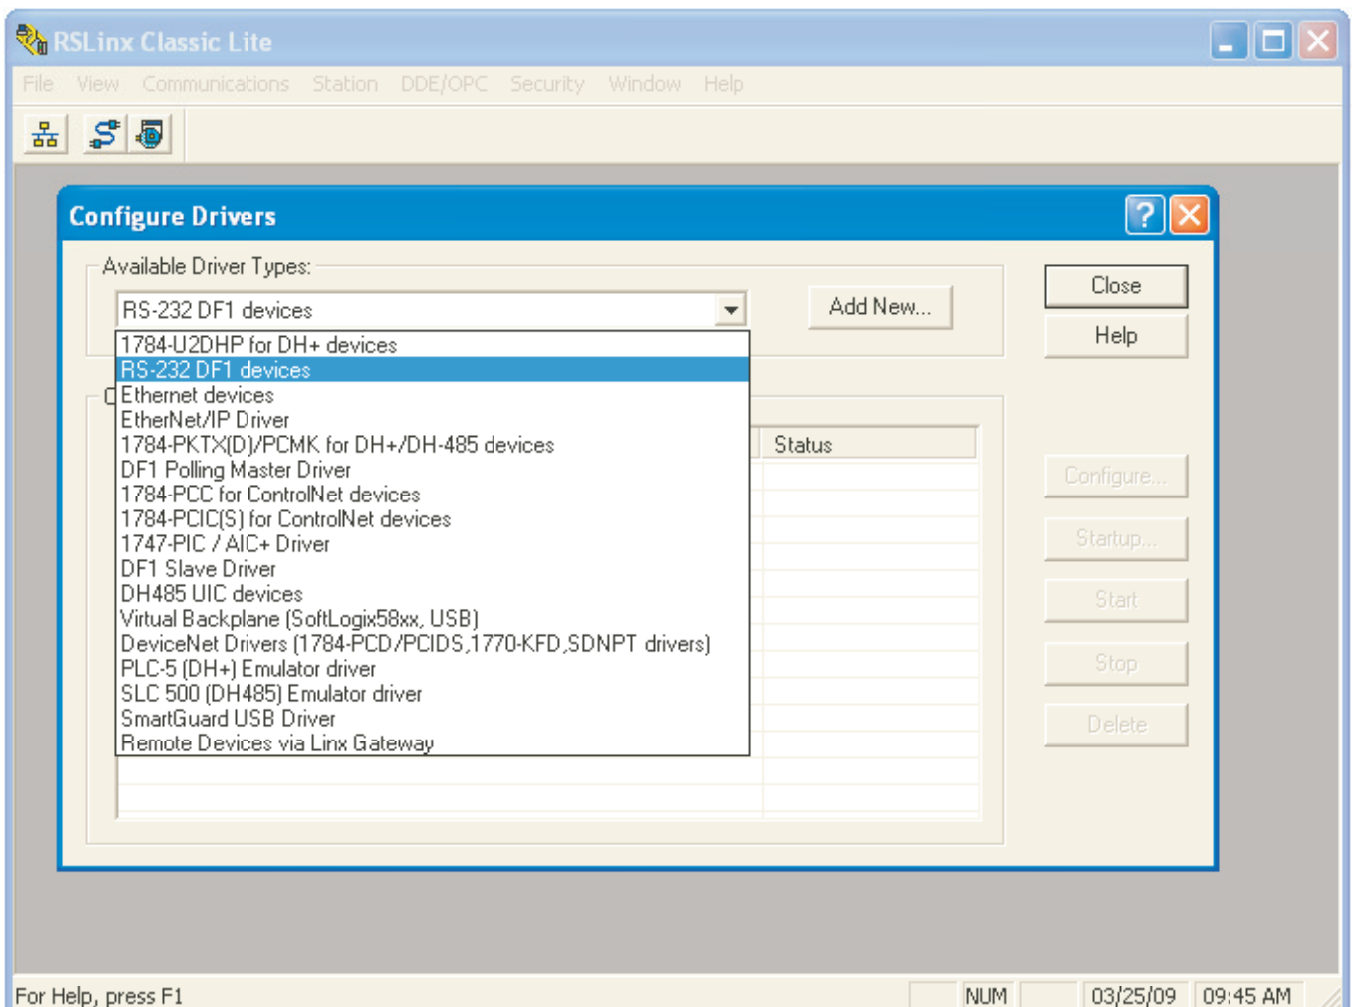 RSLinx Classic Lite
File View Communications Station DDE/OPC Security Window Help
Configure Drivers
Available Driver Types:
RS-232 DF1 devices
Add New...
Close
Help
1784-U2DHP for DH+ devices
RS-232 DF1 devices
Ethernet devices
EtherNet/IP Driver
1784-PKTX(D)/PCMK for DH+/DH-485 devices
DF1 Polling Master Driver
1784-PCC for ControlNet devices
1784-PCIC(S) for ControlNet devices
1747-PIC / AIC+ Driver
DF1 Slave Driver
DH485 UIC devices
Virtual Backplane (SoftLogix58xx, USB)
DeviceNet Drivers (1784-PCD/PCIDS,1770-KFD,SDNPT drivers)
PLC-5 (DH+) Emulator driver
SLC 500 (DH485) Emulator driver
SmartGuard USB Driver
Remote Devices via Linx Gateway
Status
Configure...
Startup...
Start
Stop
Delete
For Help, press F1
NUM
03/25/09
09:45 AM